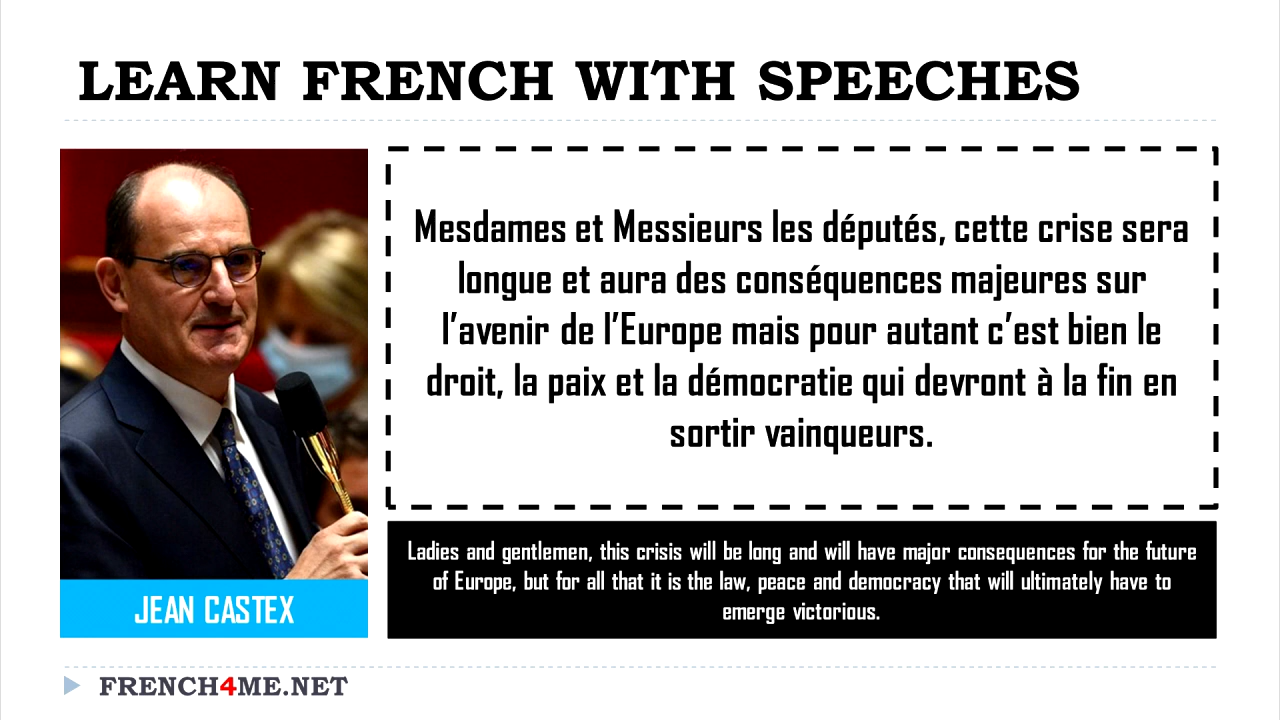 LEARN FRENCH WITH SPEECHES
Mesdames et Messieurs les députés, cette crise sera
longue et aura des conséquences majeures sur
l’avenir de l’Europe mais pour autant c’est bien le
droit, la paix et la démocratie qui devront à la fin en
sortir vainqueurs.
Ladies and gentlemen, this crisis will be long and will have major consequences for the future
of Europe, but for all that it is the law, peace and democracy that will ultimately have to
emerge victorious.
JEAN CASTEX
FRENCH4ME.NET